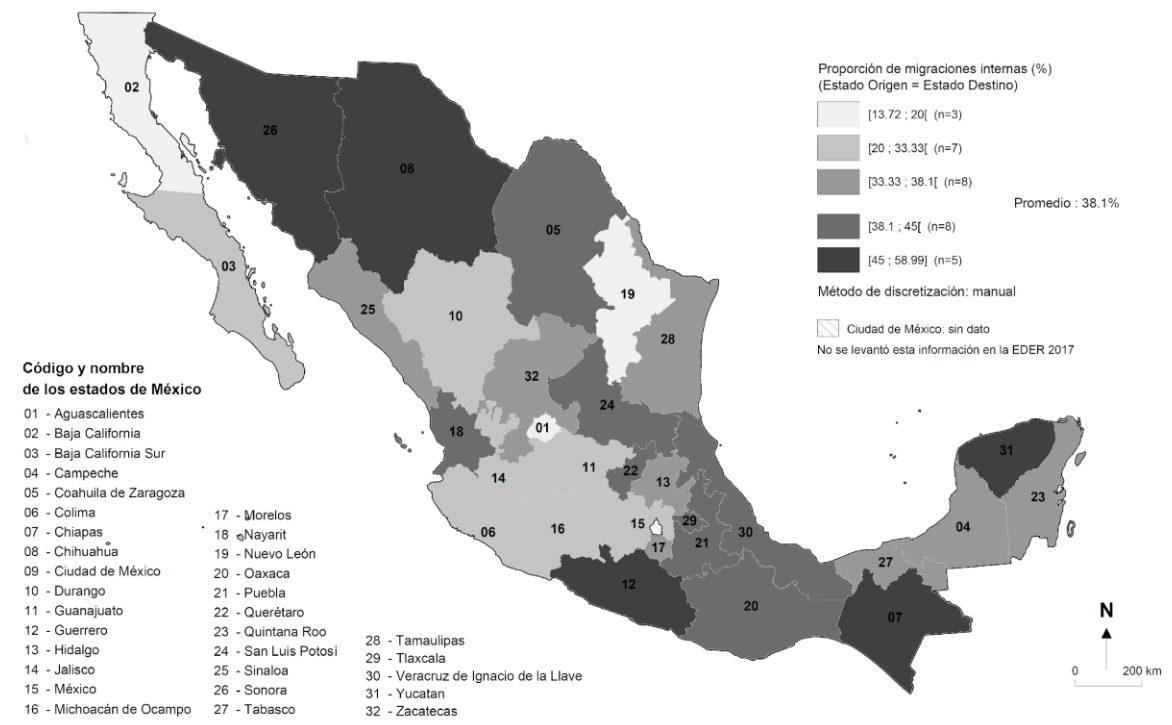 Proporción de migraciones internas (%)
(Estado Origen = Estado Destino)
[13.72 ; 20[ (n=3)
[20 ; 33.33[ (n=7)
[33.33 ; 38.1[ (n=8)
Promedio : 38.1%
[38.1 ; 45[ (n=8)
[45 ; 58.99] (n=5)
Método de discretización: manual
Ciudad de México: sin dato
No se levantó esta información en la EDER 2017
02
26
08
03
05
19
25
10
28
32
24
01
18
31
11
22
14
13
23
15
29
06
16
30
04
17
21
27
12
20
07
Código y nombre
de los estados de México
01 - Aguascalientes
02 - Baja California
03 - Baja California Sur
04 - Campeche
05 - Coahuila de Zaragoza
06 - Colima
07 - Chiapas
08 - Chihuahua
09 - Ciudad de México
10 - Durango
11 - Guanajuato
12 - Guerrero
13 - Hidalgo
14 - Jalisco
15 - México
16 - Michoacán de Ocampo
17 - Morelos
18 - Nayarit
19 - Nuevo León
20 - Oaxaca
21 - Puebla
22 - Querétaro
23 - Quintana Roo
24 - San Luis Potosí
25 - Sinaloa
26 - Sonora
27 - Tabasco
28 - Tamaulipas
29 - Tlaxcala
30 - Veracruz de Ignacio de la Llave
31 - Yucatan
32 - Zacatecas
N
0 200 km